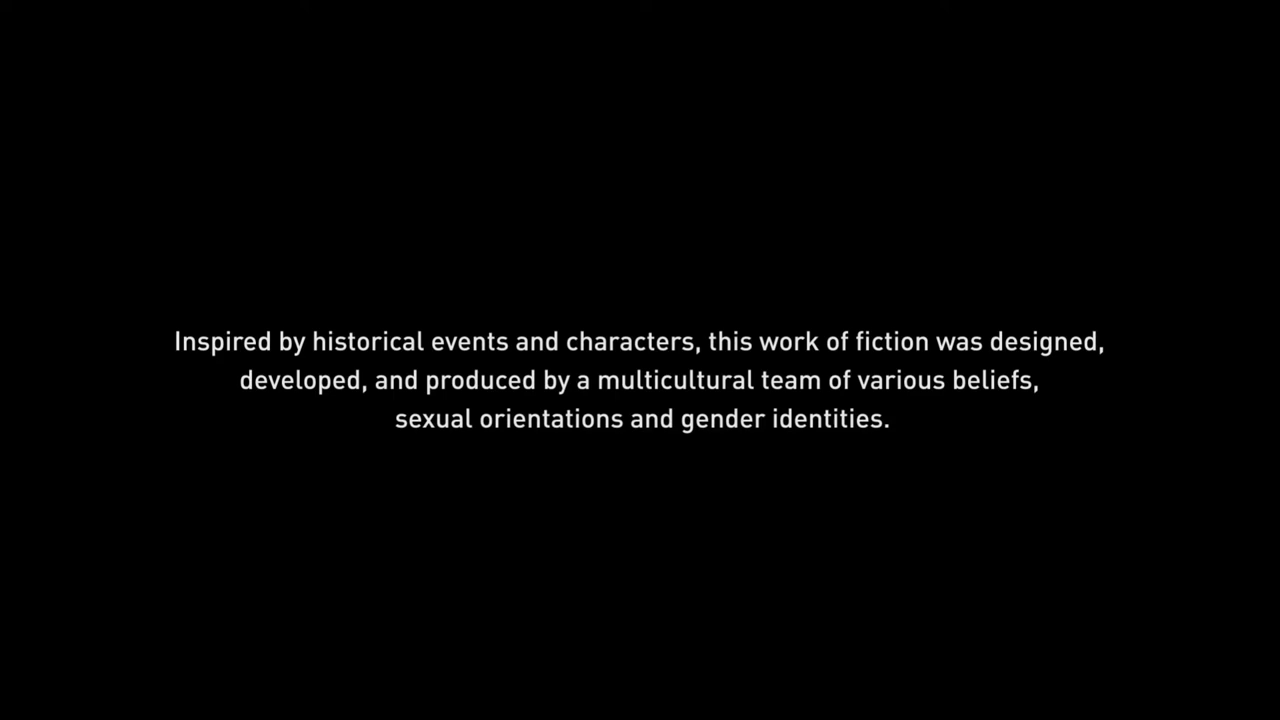 Inspired by historical events and characters, this work of fiction was designed,
developed, and produced by a multicultural team of various beliefs,
sexual orientations and gender identities.